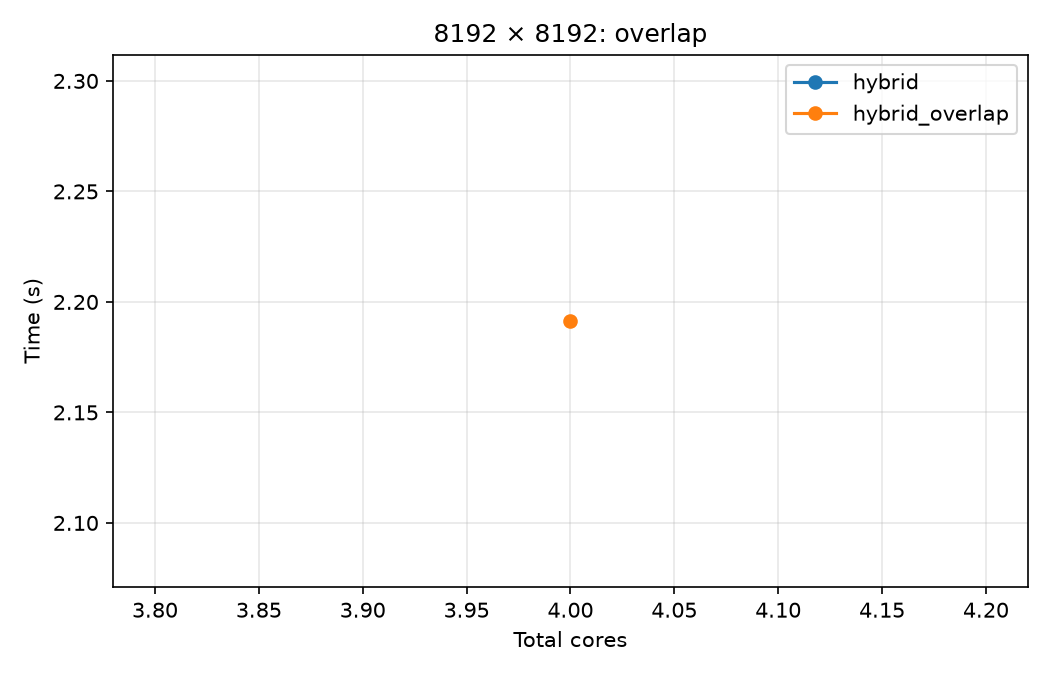 8192 × 8192: overlap
hybrid
hybrid_overlap
Time (s)
2.30
2.25
2.20
2.15
2.10
3.80 3.85 3.90 3.95 4.00 4.05 4.10 4.15 4.20
Total cores